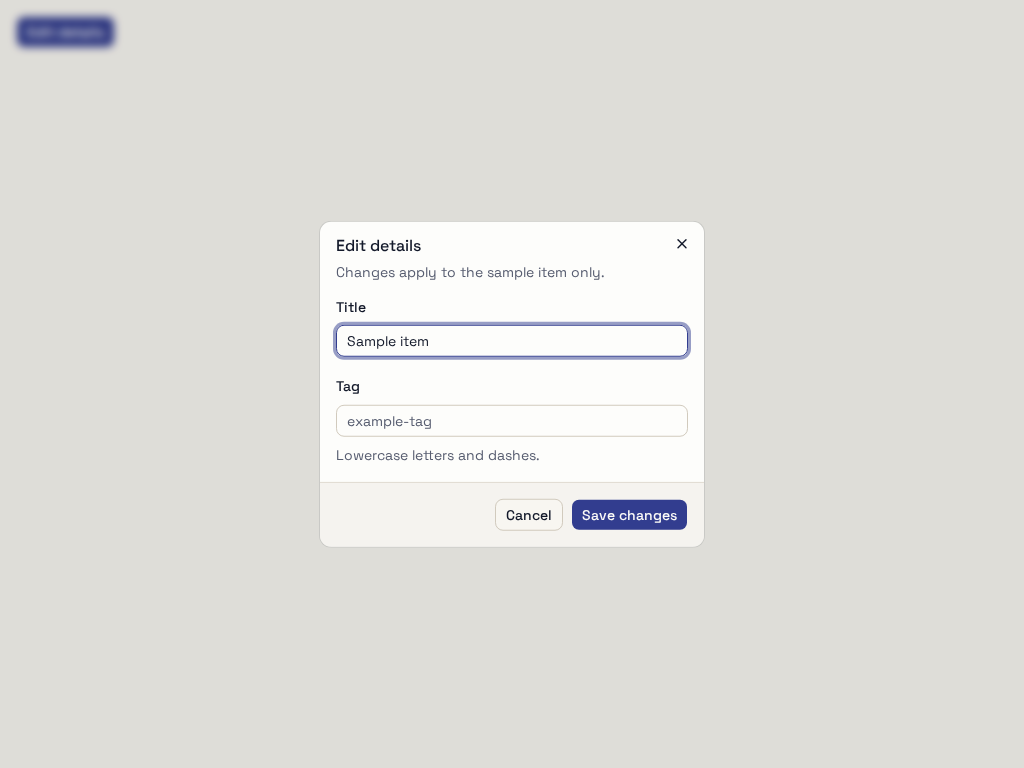 Edit details
Changes apply to the sample item only.
Title
Sample item
Tag
example-tag
Lowercase letters and dashes.
Cancel
Save changes